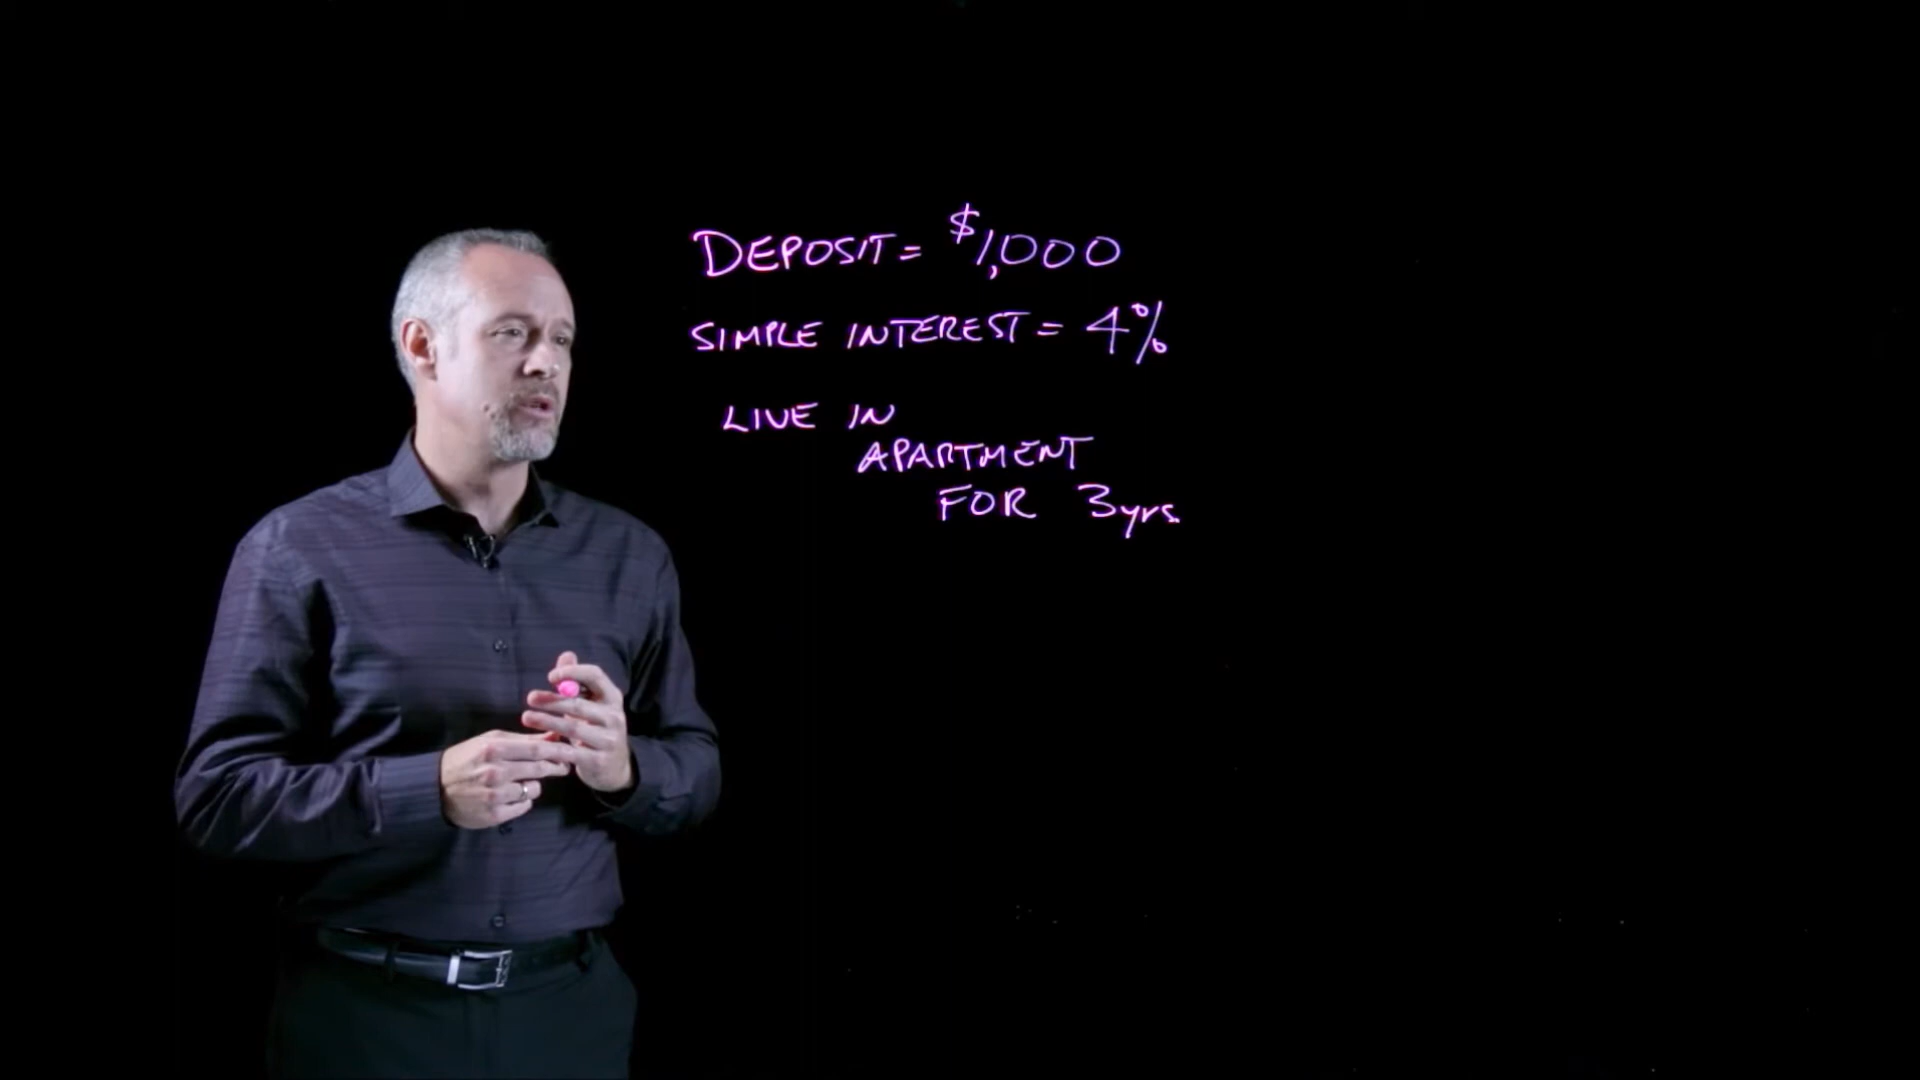 DEPOSIT = $1,000
SIMPLE INTEREST = 4%
LIVE IN
APARTMENT
FOR 3yrs.